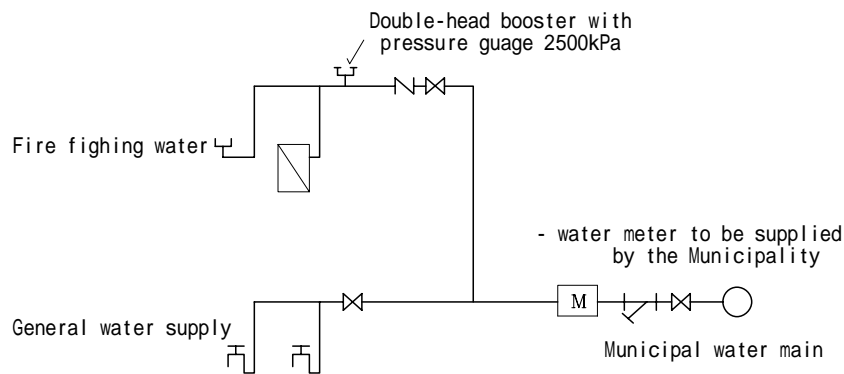 Double-head booster with
pressure guage 2500kPa
Fire fighing water
- water meter to be supplied
by the Municipality
M
General water supply
Municipal water main